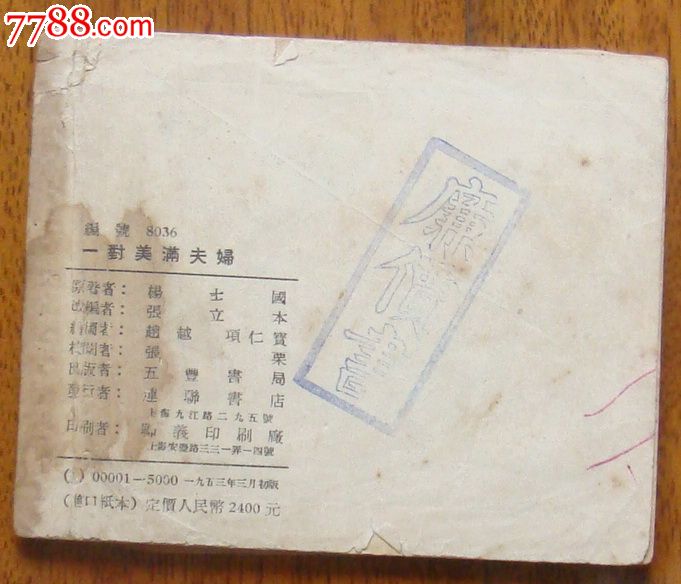 7788.com
編號 8036
一對美滿夫婦
原著者：楊士國
改編者：張立本
繪圖者：趙越 項仁寶
校閱者：張栗
出版者：五豐書局
發行者：連聯書店
上海九江路二九五號
印刷者：義印刷廠
上海安慶路三三一弄一四號
00001—5000 一九五三年三月初版
(進口紙本) 定價人民幣 2400 元
廉價